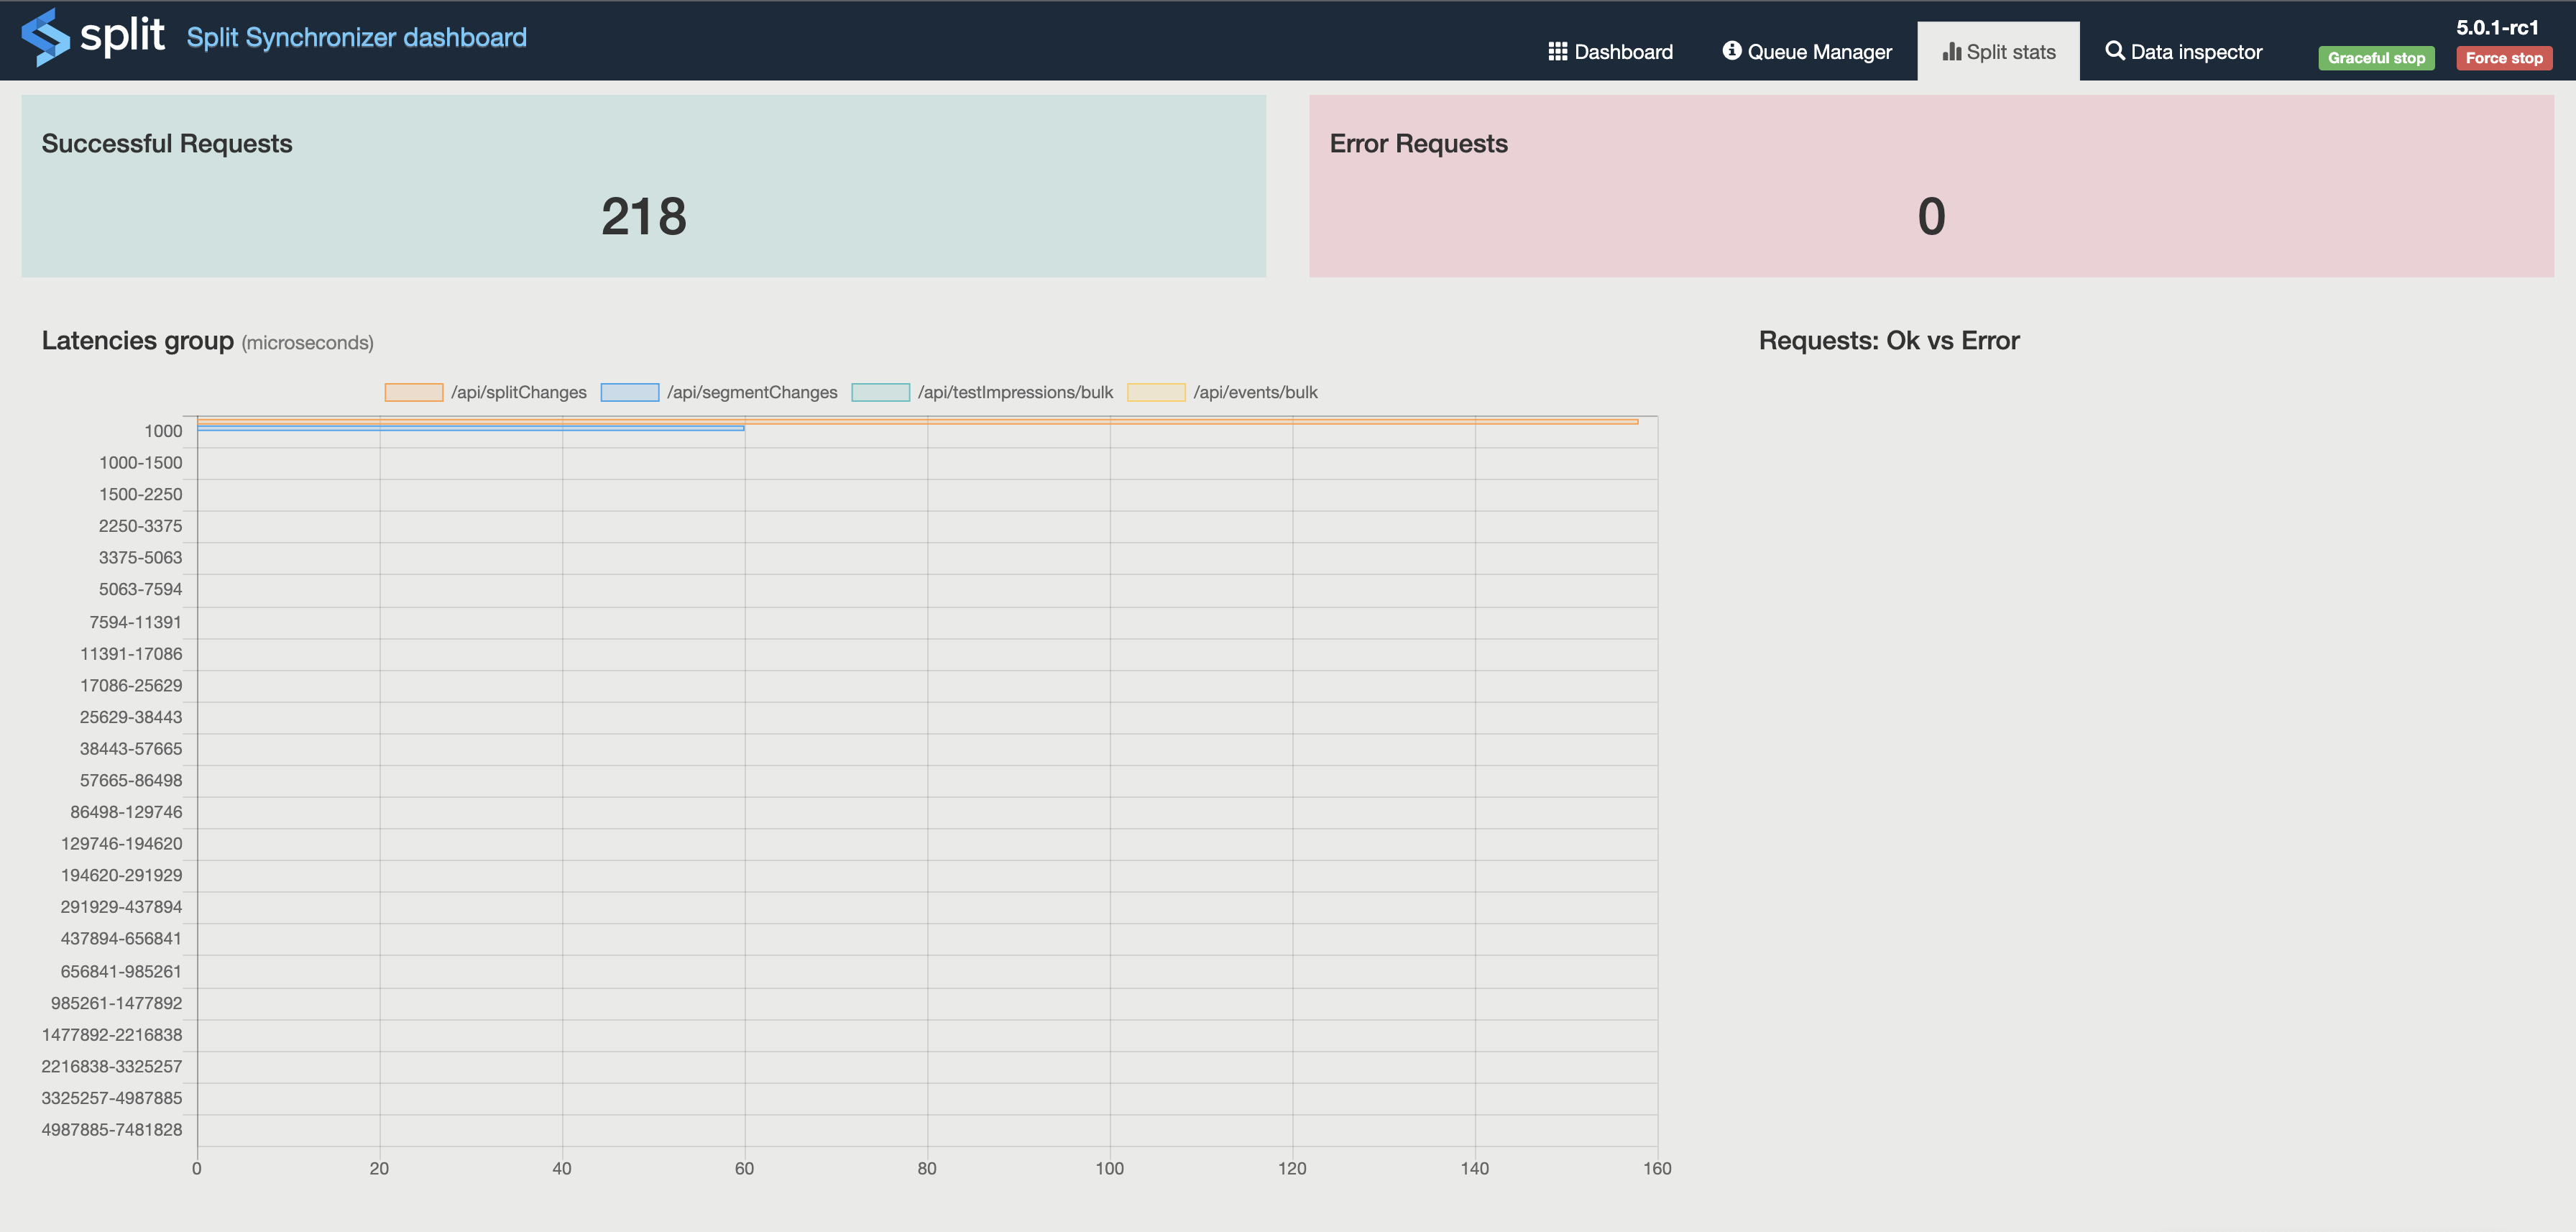 split
Split Synchronizer dashboard
Dashboard
Queue Manager
Split stats
Data inspector
Graceful stop
5.0.1-rc1
Force stop
Successful Requests
218
Error Requests
0
Latencies group (microseconds)
Requests: Ok vs Error
/api/splitChanges
/api/segmentChanges
/api/testImpressions/bulk
/api/events/bulk
1000
1000-1500
1500-2250
2250-3375
3375-5063
5063-7594
7594-11391
11391-17086
17086-25629
25629-38443
38443-57665
57665-86498
86498-129746
129746-194620
194620-291929
291929-437894
437894-656841
656841-985261
985261-1477892
1477892-2216838
2216838-3325257
3325257-4987885
4987885-7481828
0 20 40 60 80 100 120 140 160